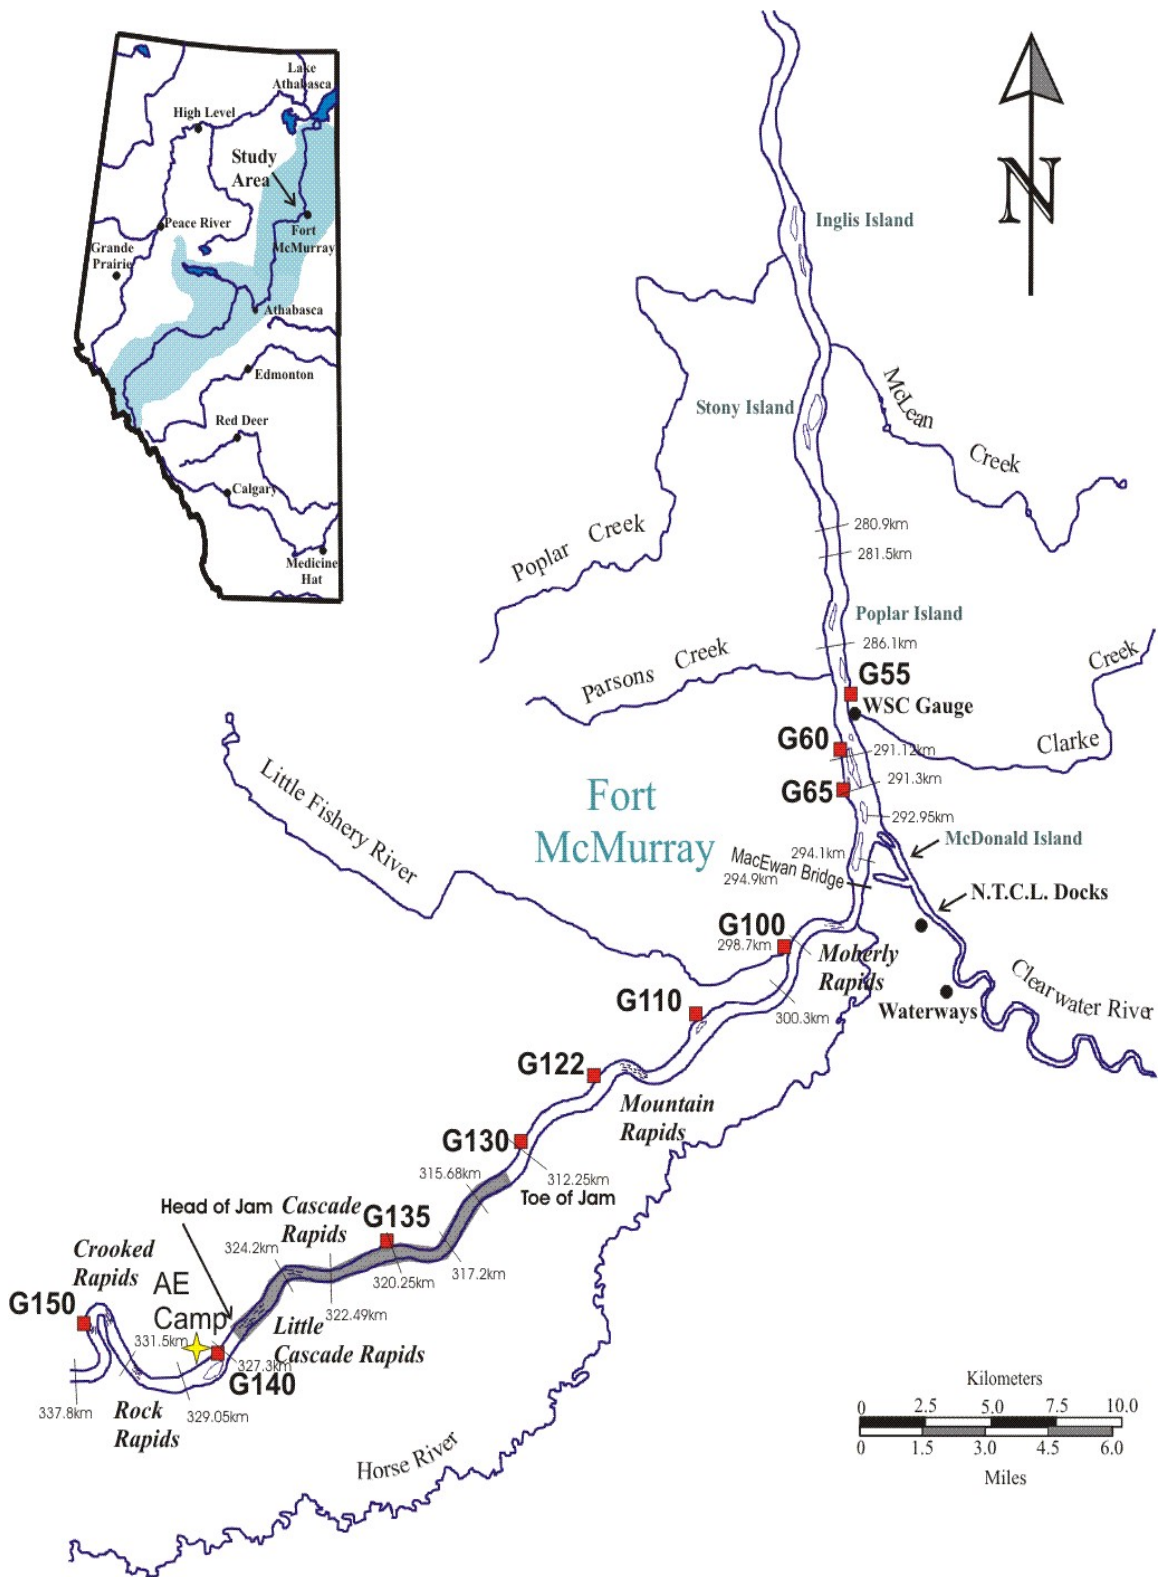 Lake
Athabasca
High Level
Study
Area
Peace River
Fort
McMurray
Grande
Prairie
Athabasca
Edmonton
Red Deer
Calgary
Medicine
Hat
N
Inglis Island
McLean Creek
Stony Island
Poplar Creek
280.9km
281.5km
Poplar Island
286.1km
Parsons Creek
G55
WSC Gauge
Clarke Creek
G60
291.12km
G65
291.3km
292.95km
Little Fishery River
Fort
McMurray
294.1km
McDonald Island
MacEwan Bridge
294.9km
N.T.C.L. Docks
G100
298.7km
Moberly
Rapids
Clearwater River
Waterways
G110
300.3km
G122
Mountain
Rapids
G130
315.68km
312.25km
Toe of Jam
Head of Jam
Cascade
Rapids
G135
324.2km
320.25km
317.2km
322.49km
Crooked
Rapids
AE
Camp
G150
331.5km
Little
Cascade Rapids
327.3km
G140
337.8km
329.05km
Rock
Rapids
Horse River
Kilometers
0 2.5 5.0 7.5 10.0
0 1.5 3.0 4.5 6.0
Miles